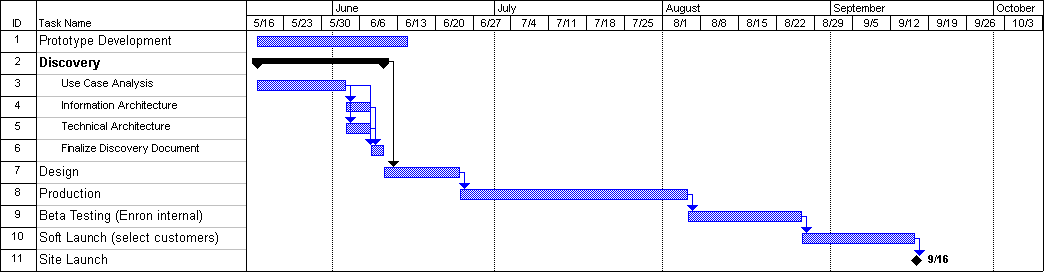 June July August September October
ID Task Name 5/16 5/23 5/30 6/6 6/13 6/20 6/27 7/4 7/11 7/18 7/25 8/1 8/8 8/15 8/22 8/29 9/5 9/12 9/19 9/26 10/3
1 Prototype Development
2 Discovery
3 Use Case Analysis
4 Information Architecture
5 Technical Architecture
6 Finalize Discovery Document
7 Design
8 Production
9 Beta Testing (Enron internal)
10 Soft Launch (select customers)
11 Site Launch 9/16